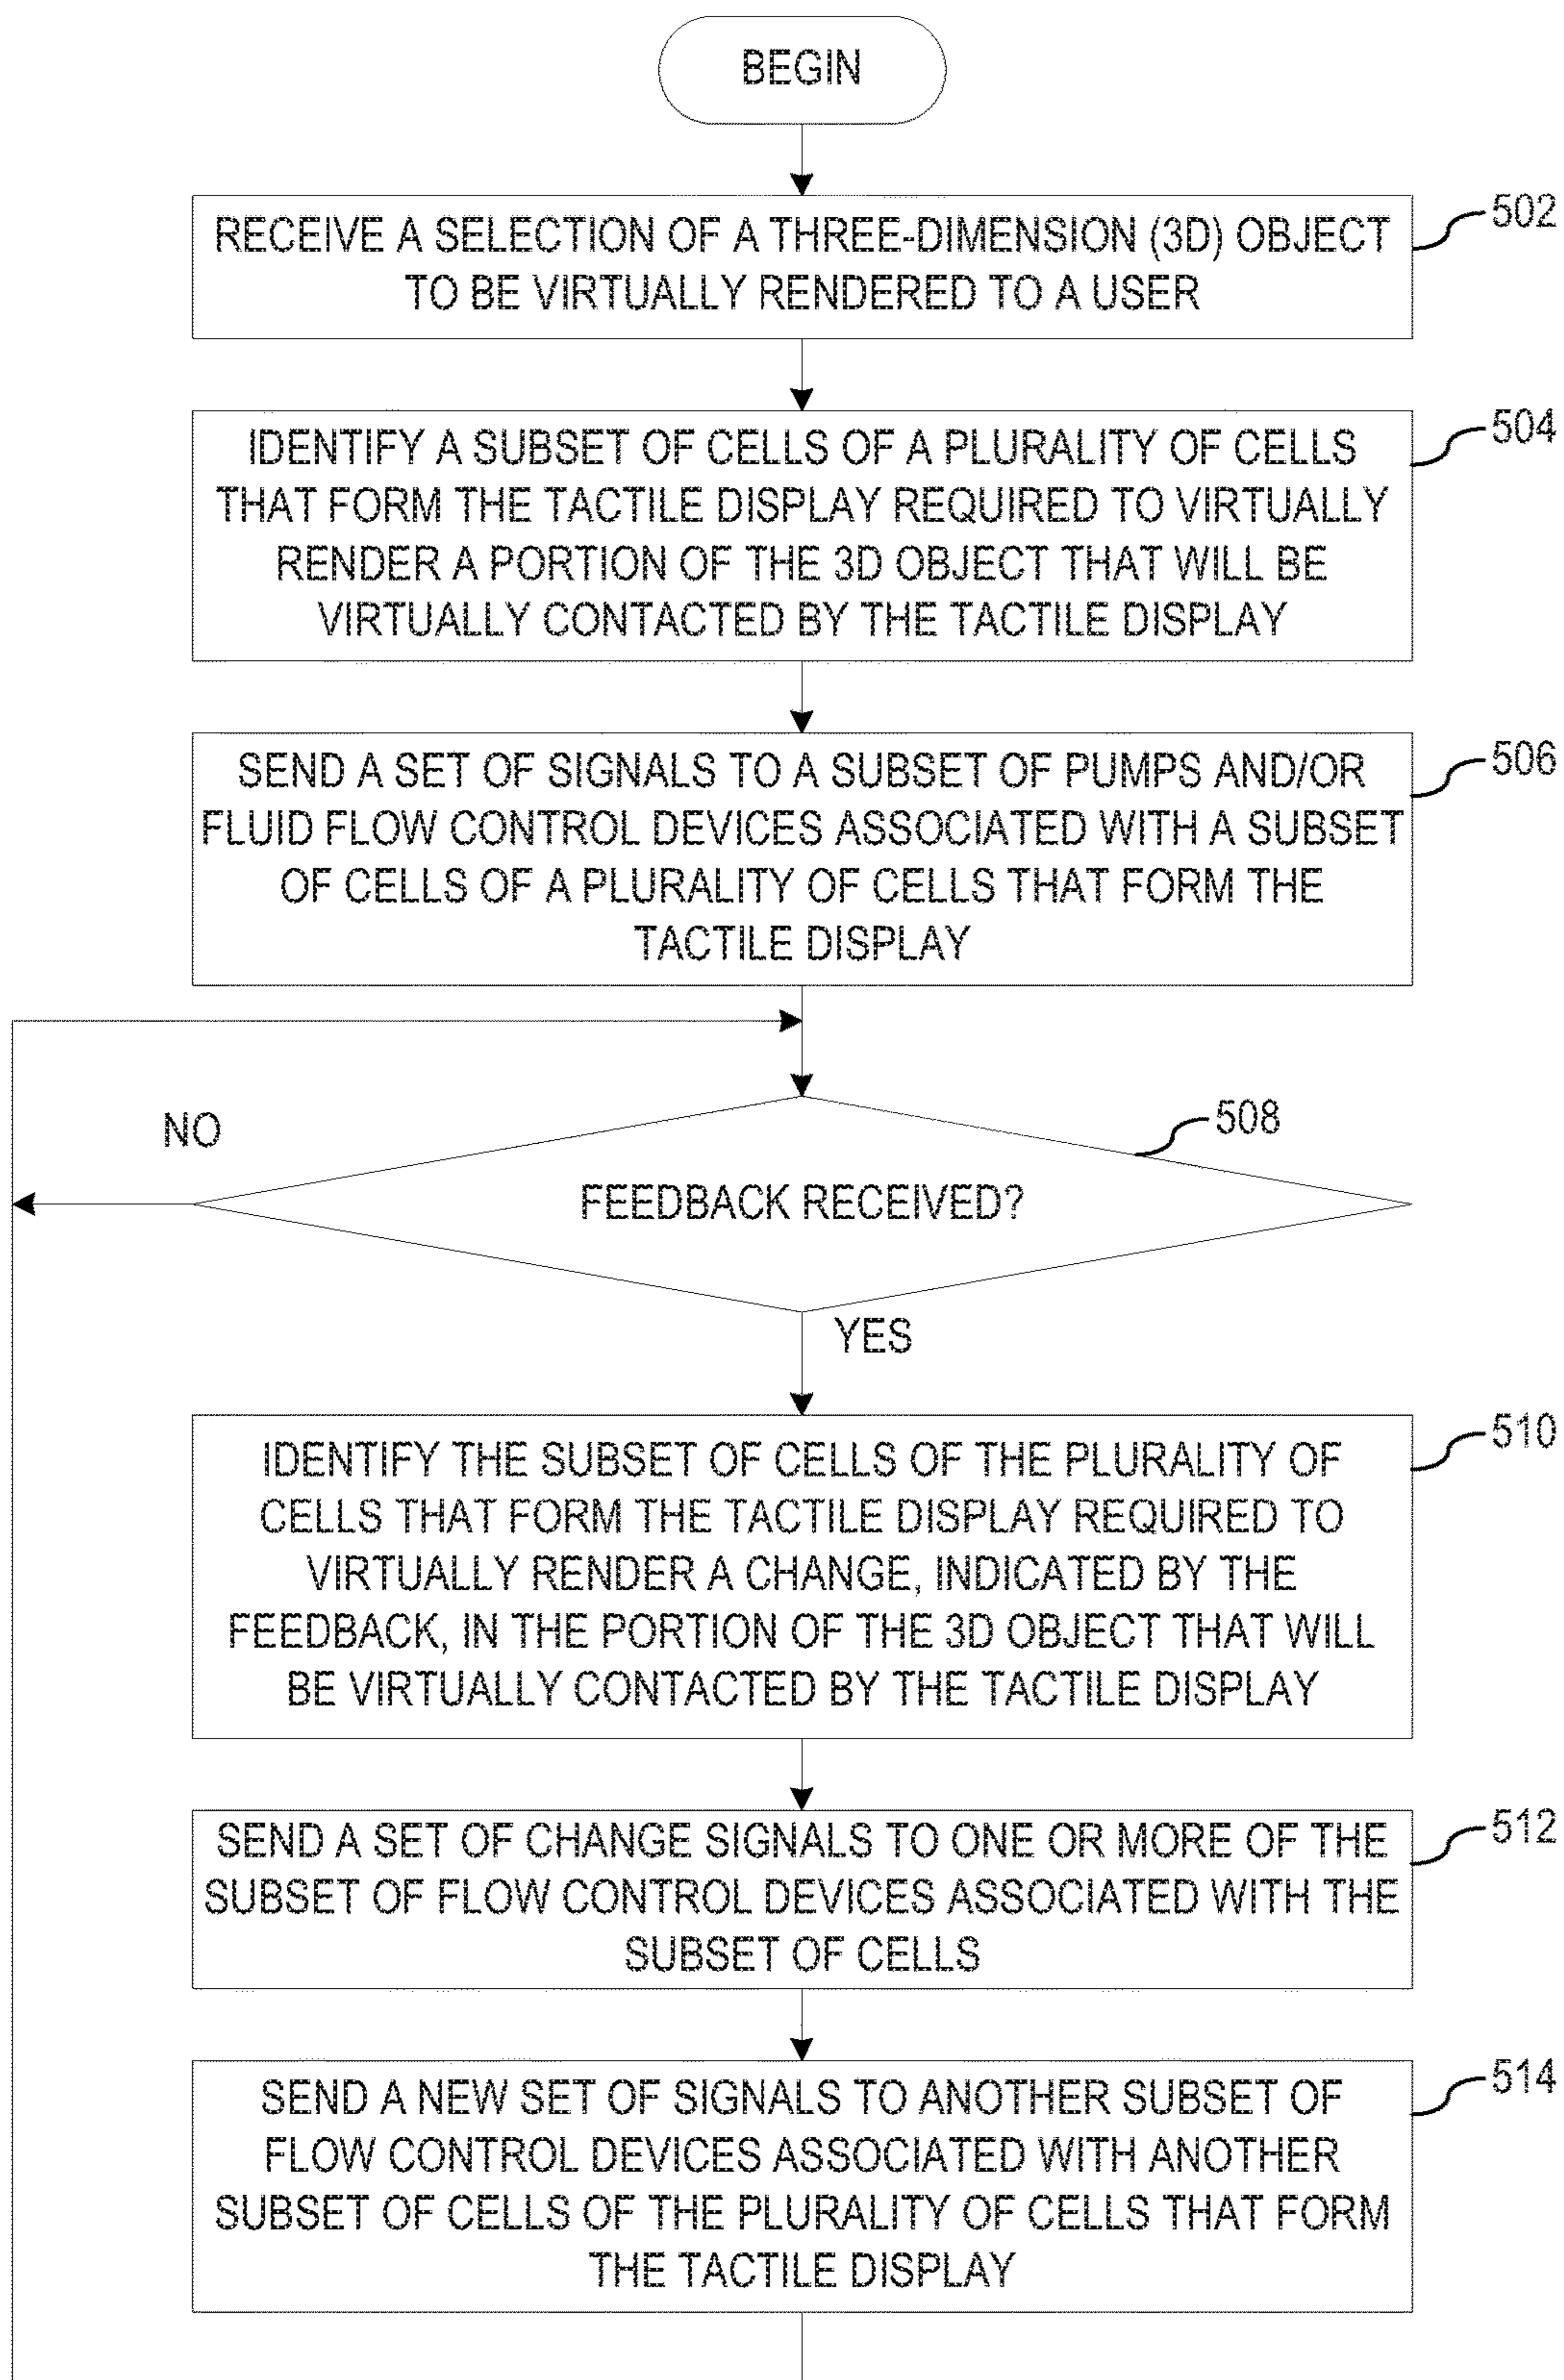 BEGIN
RECEIVE A SELECTION OF A THREE-DIMENSION (3D) OBJECT
TO BE VIRTUALLY RENDERED TO A USER
502
IDENTIFY A SUBSET OF CELLS OF A PLURALITY OF CELLS
THAT FORM THE TACTILE DISPLAY REQUIRED TO VIRTUALLY
RENDER A PORTION OF THE 3D OBJECT THAT WILL BE
VIRTUALLY CONTACTED BY THE TACTILE DISPLAY
504
SEND A SET OF SIGNALS TO A SUBSET OF PUMPS AND/OR
FLUID FLOW CONTROL DEVICES ASSOCIATED WITH A SUBSET
OF CELLS OF A PLURALITY OF CELLS THAT FORM THE
TACTILE DISPLAY
506
NO
508
FEEDBACK RECEIVED?
YES
IDENTIFY THE SUBSET OF CELLS OF THE PLURALITY OF
CELLS THAT FORM THE TACTILE DISPLAY REQUIRED TO
VIRTUALLY RENDER A CHANGE, INDICATED BY THE
FEEDBACK, IN THE PORTION OF THE 3D OBJECT THAT WILL
BE VIRTUALLY CONTACTED BY THE TACTILE DISPLAY
510
SEND A SET OF CHANGE SIGNALS TO ONE OR MORE OF THE
SUBSET OF FLOW CONTROL DEVICES ASSOCIATED WITH THE
SUBSET OF CELLS
512
SEND A NEW SET OF SIGNALS TO ANOTHER SUBSET OF
FLOW CONTROL DEVICES ASSOCIATED WITH ANOTHER
SUBSET OF CELLS OF THE PLURALITY OF CELLS THAT FORM
THE TACTILE DISPLAY
514